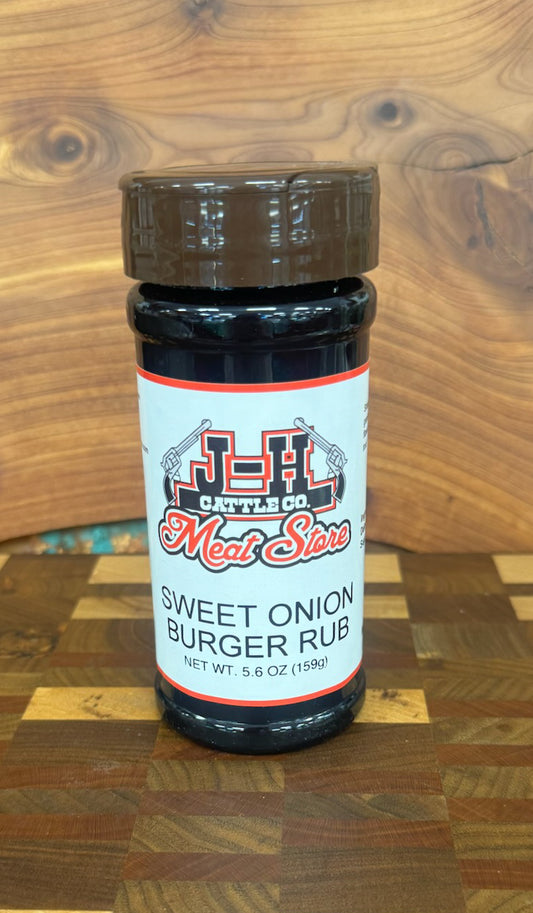 J-H
CATTLE CO.
Meat Store
SWEET ONION
BURGER RUB
NET WT. 5.6 OZ (159g)